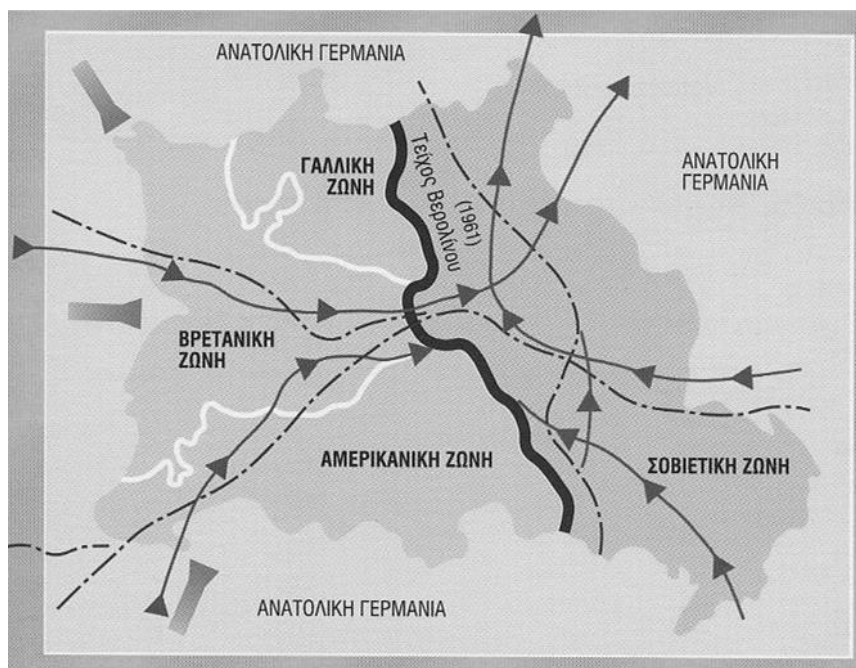 ΑΝΑΤΟΛΙΚΗ ΓΕΡΜΑΝΙΑ
ΓΑΛΛΙΚΗ
ΖΩΝΗ
Τείχος Βερολίνου
(1961)
ΑΝΑΤΟΛΙΚΗ
ΓΕΡΜΑΝΙΑ
ΒΡΕΤΑΝΙΚΗ
ΖΩΝΗ
ΑΜΕΡΙΚΑΝΙΚΗ ΖΩΝΗ
ΣΟΒΙΕΤΙΚΗ ΖΩΝΗ
ΑΝΑΤΟΛΙΚΗ ΓΕΡΜΑΝΙΑ